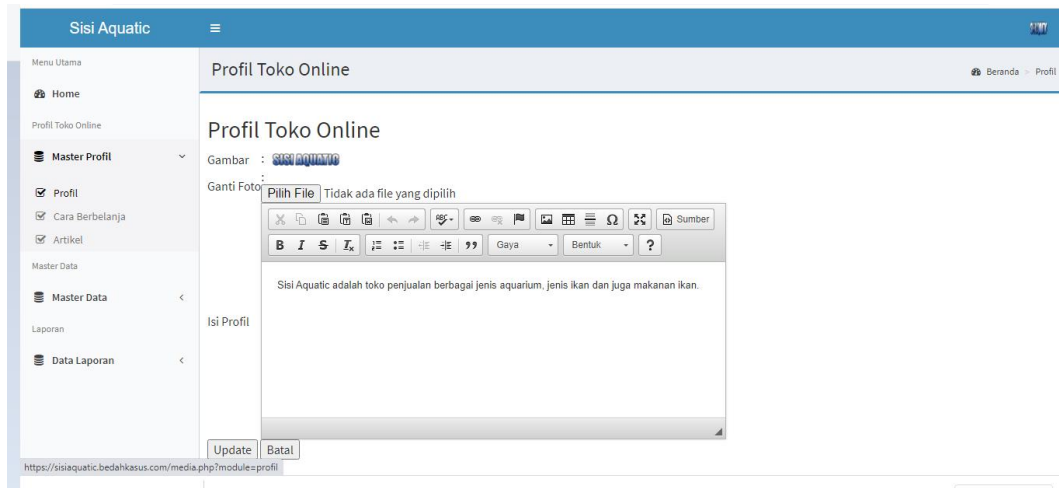 Sisi Aquatic
Menu Utama
Home
Profil Toko Online
Master Profil
Profil
Cara Berbelanja
Artikel
Master Data
Master Data
Laporan
Data Laporan
Profil Toko Online
Beranda > Profil
Profil Toko Online
Gambar : SISI AQUATIC
Ganti Foto :
Pilih File Tidak ada file yang dipilih
ABC
Sumber
B I S Ix
Gaya
Bentuk
?
Sisi Aquatic adalah toko penjualan berbagai jenis aquarium, jenis ikan dan juga makanan ikan.
Isi Profil
Update Batal
https://sisiaquatic.bedahkasus.com/media.php?module=profil